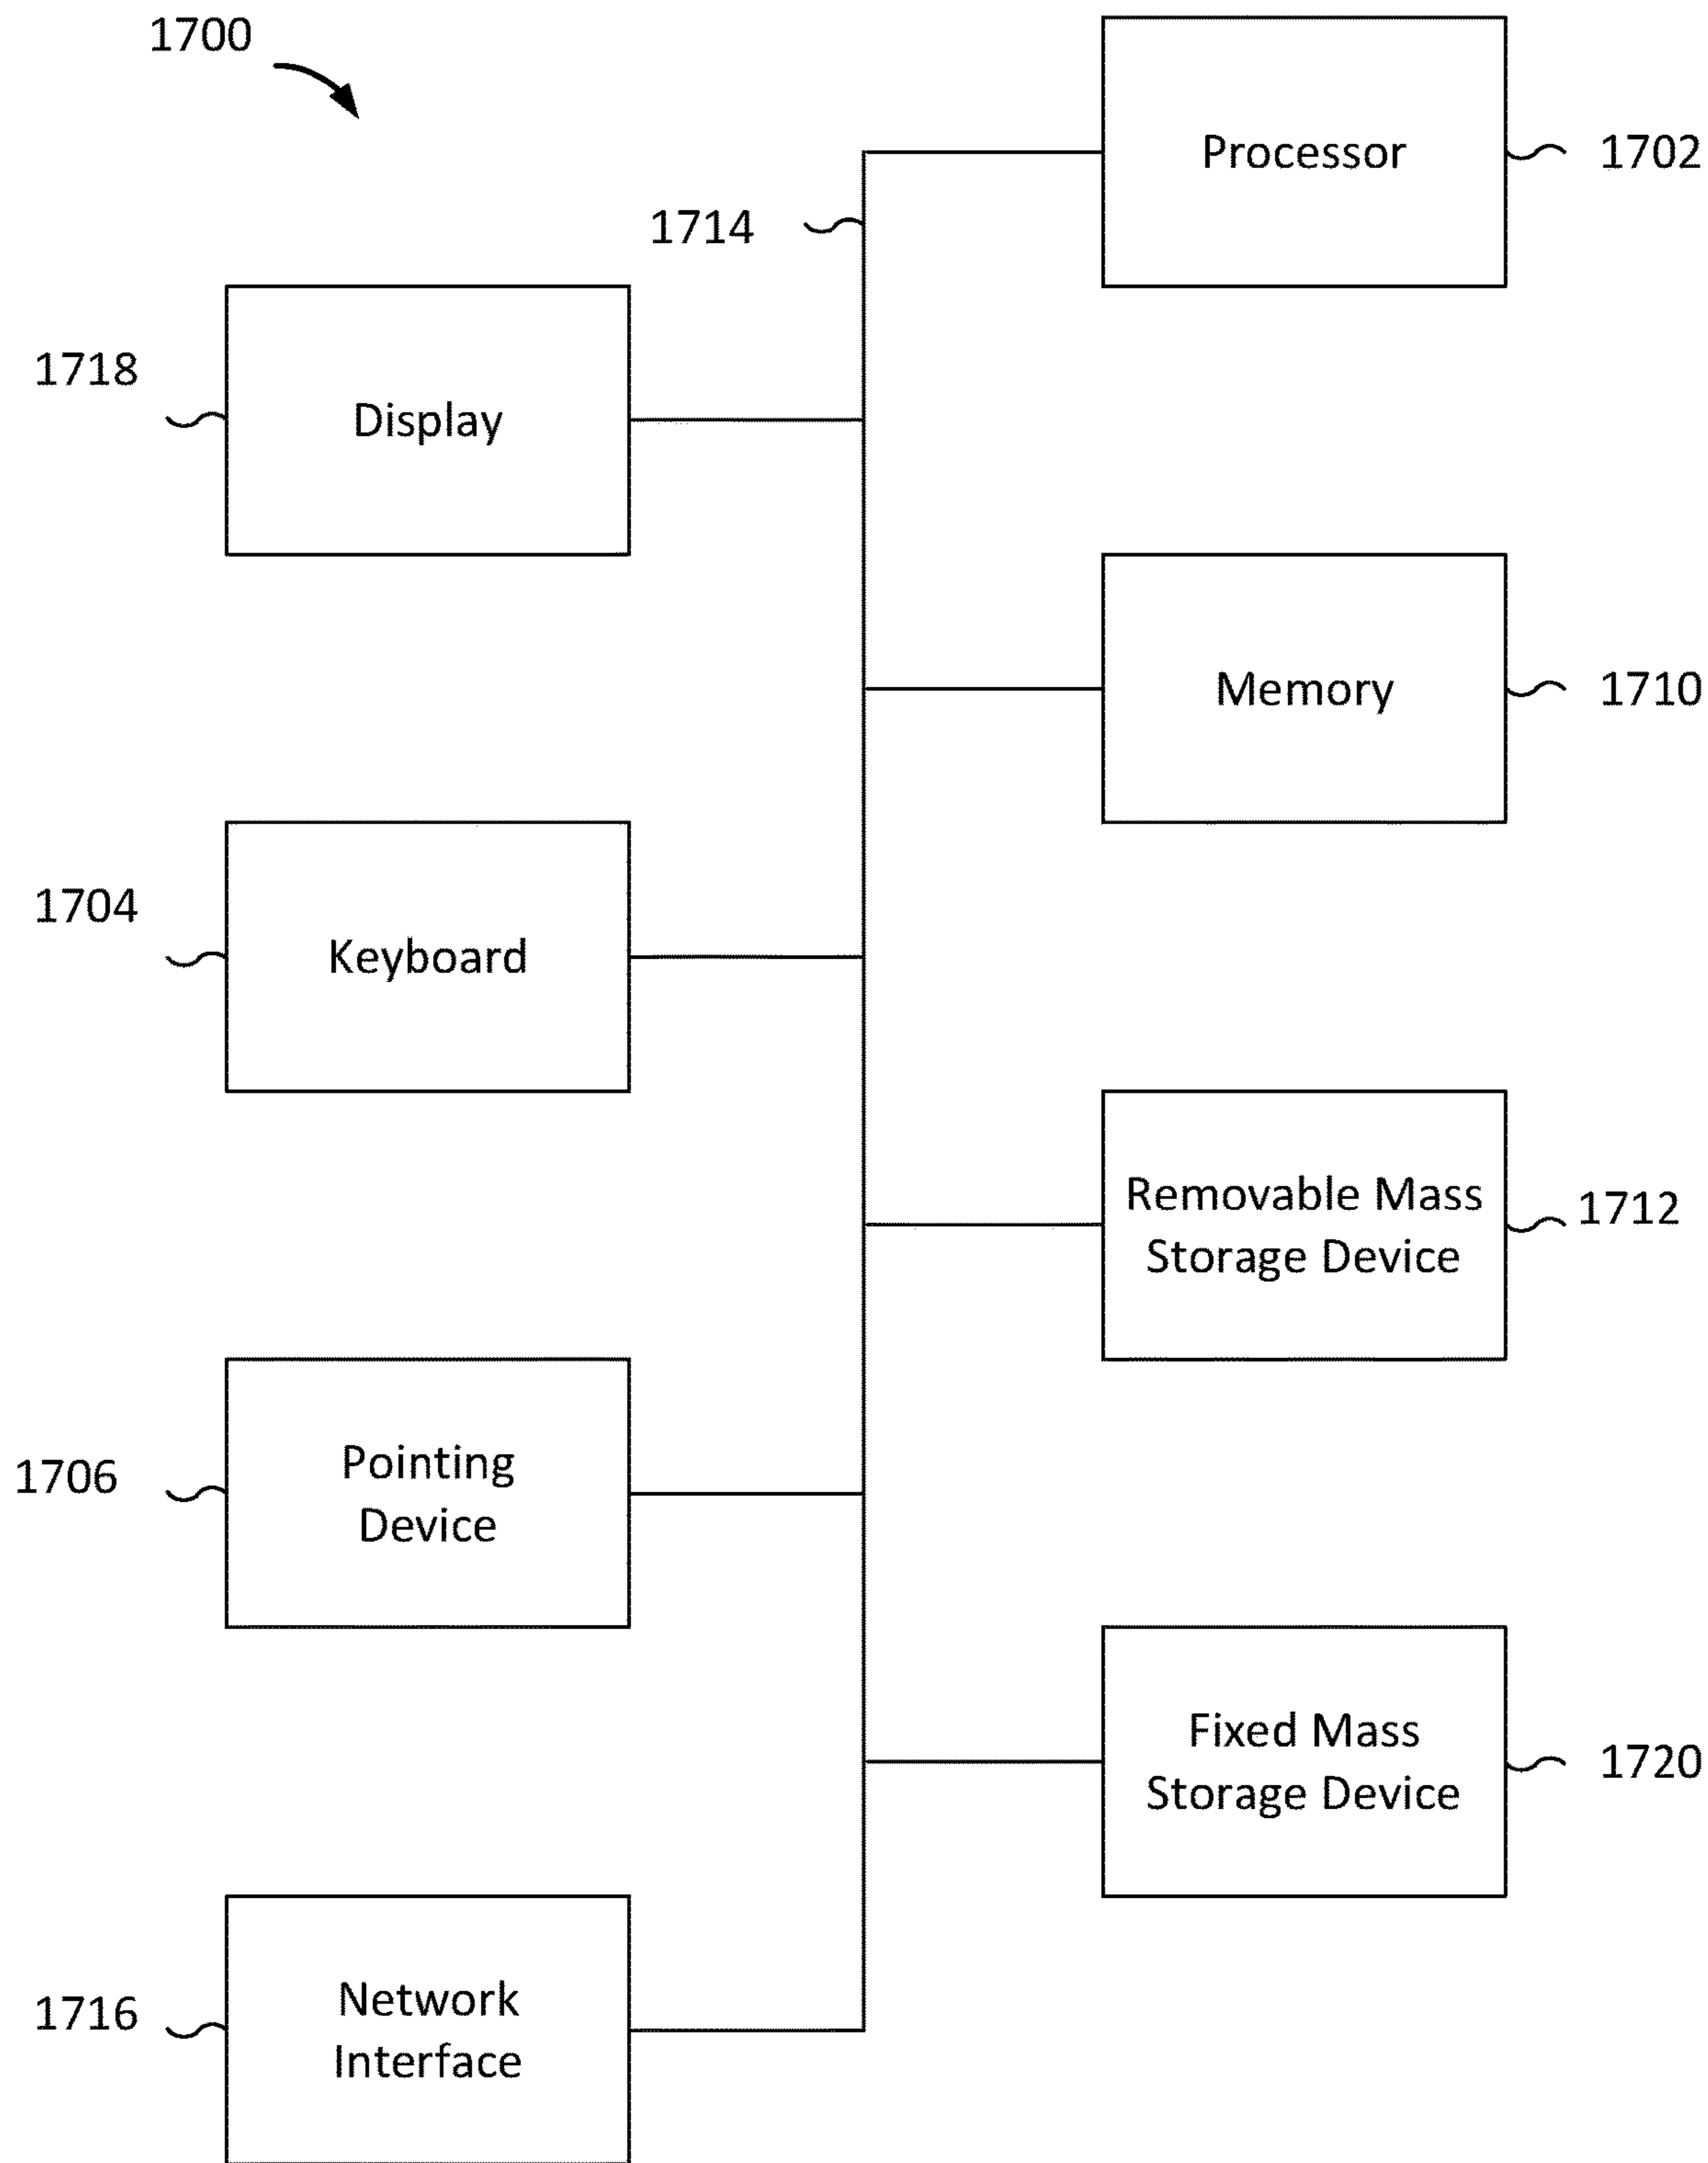 1700
Processor
1702
1714
1718
Display
Memory
1710
1704
Keyboard
Removable Mass
Storage Device
1712
1706
Pointing
Device
Fixed Mass
Storage Device
1720
1716
Network
Interface